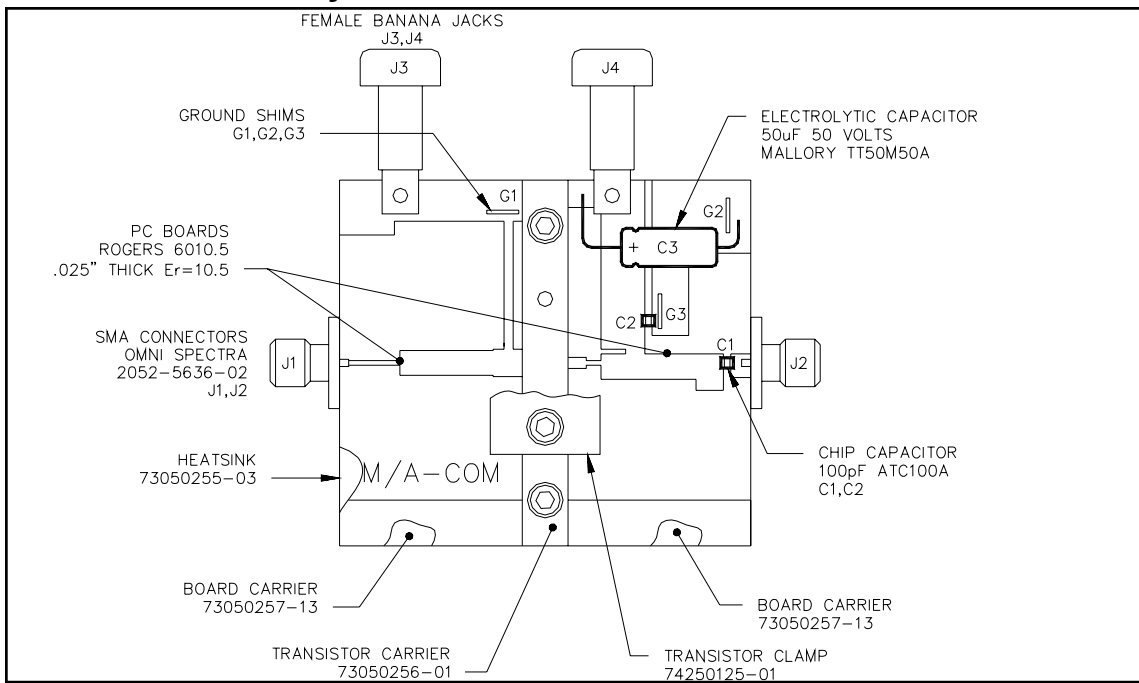 FEMALE BANANA JACKS
J3,J4
J3
J4
GROUND SHIMS
G1,G2,G3
ELECTROLYTIC CAPACITOR
50uF 50 VOLTS
MALLORY TT50M50A
G1
G2
PC BOARDS
ROGERS 6010.5
.025" THICK Er=10.5
+ C3
G3
C2
SMA CONNECTORS
OMNI SPECTRA
2052-5636-02
J1,J2
J1
C1
J2
HEATSINK
73050255-03
M/A-COM
CHIP CAPACITOR
100pF ATC100A
C1,C2
BOARD CARRIER
73050257-13
BOARD CARRIER
73050257-13
TRANSISTOR CARRIER
73050256-01
TRANSISTOR CLAMP
74250125-01